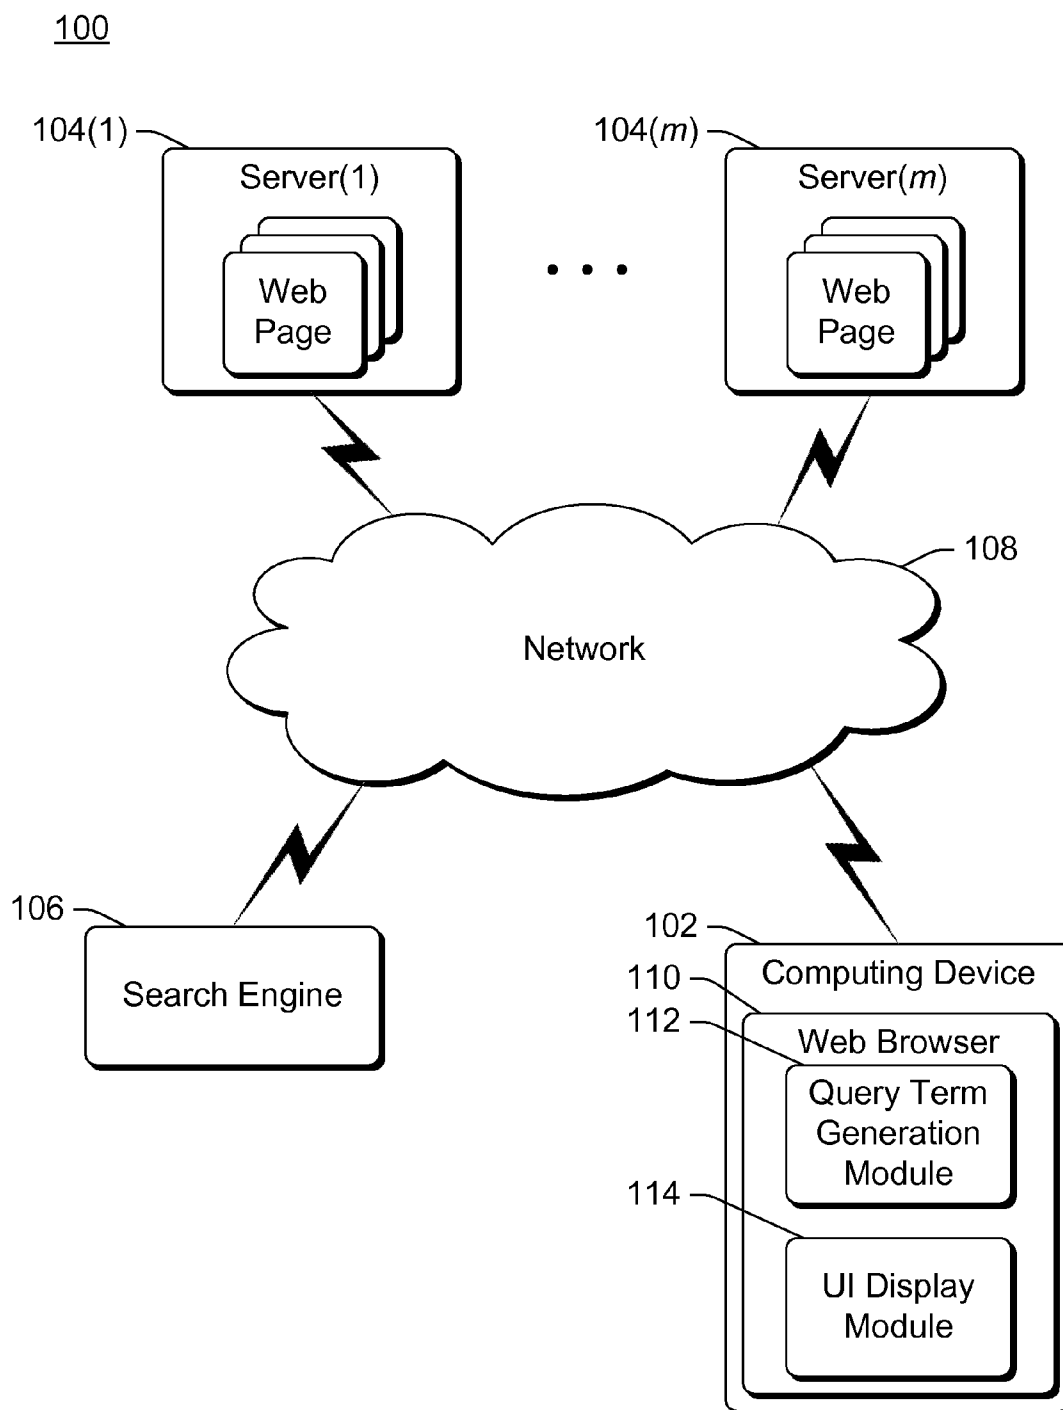 100
104(1)
104(m)
Server(1)
Server(m)
Web
Page
. . .
Web
Page
108
Network
106
Search Engine
102
Computing Device
110
Web Browser
112
Query Term
Generation
Module
114
UI Display
Module